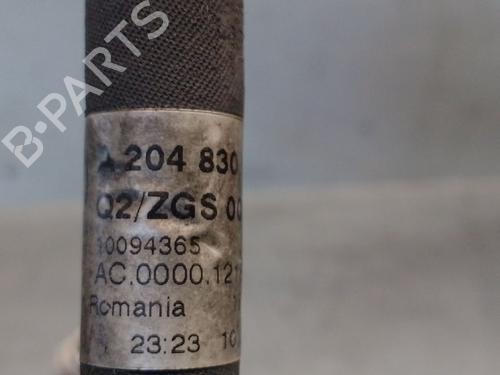 B-PARTS
A 204 830
Q2/ZGS 00
10094365
AC.0000.121
Romania
23:23 10